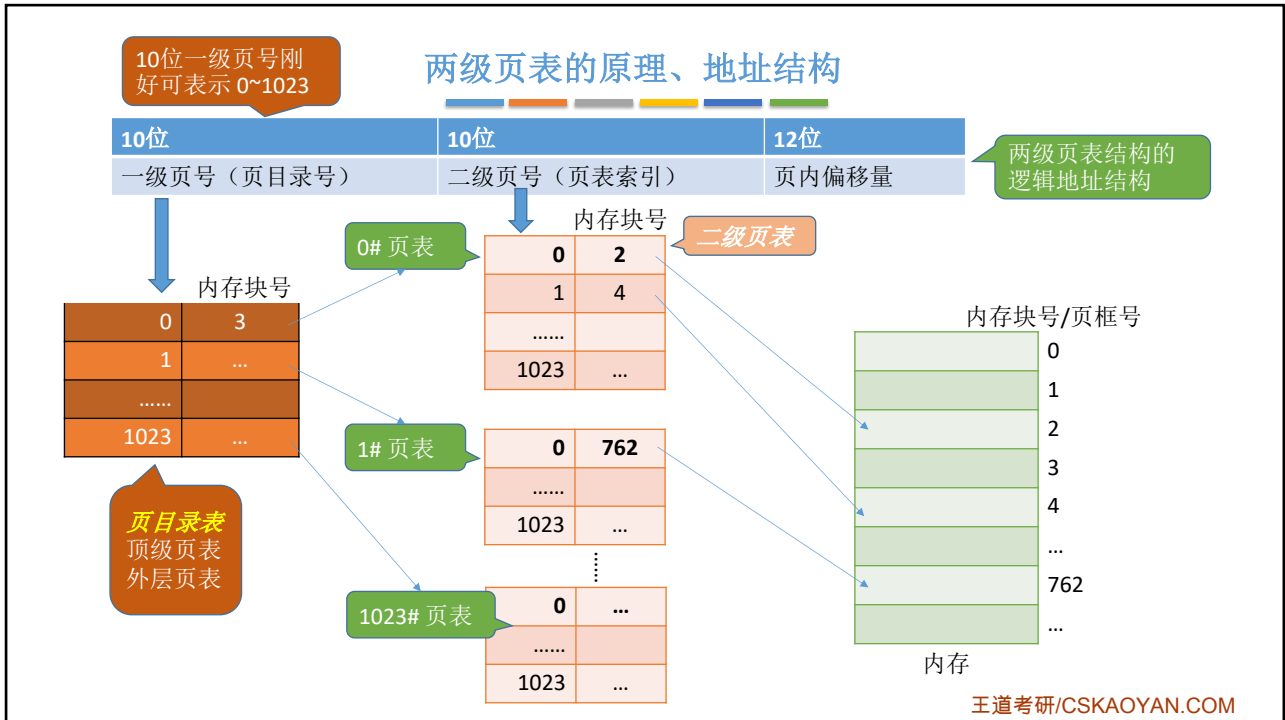 两级页表的原理、地址结构
10位一级页号刚
好可表示 0~1023
10位 10位 12位
一级页号（页目录号） 二级页号（页表索引） 页内偏移量
两级页表结构的
逻辑地址结构
内存块号
0 3
1 ...
......
1023 ...
页目录表
顶级页表
外层页表
0# 页表
内存块号
二级页表
0 2
1 4
......
1023 ...
1# 页表
0 762
......
1023 ...
......
1023# 页表
0 ...
......
1023 ...
内存块号/页框号
0
1
2
3
4
...
762
...
内存
王道考研/CSKAOYAN.COM